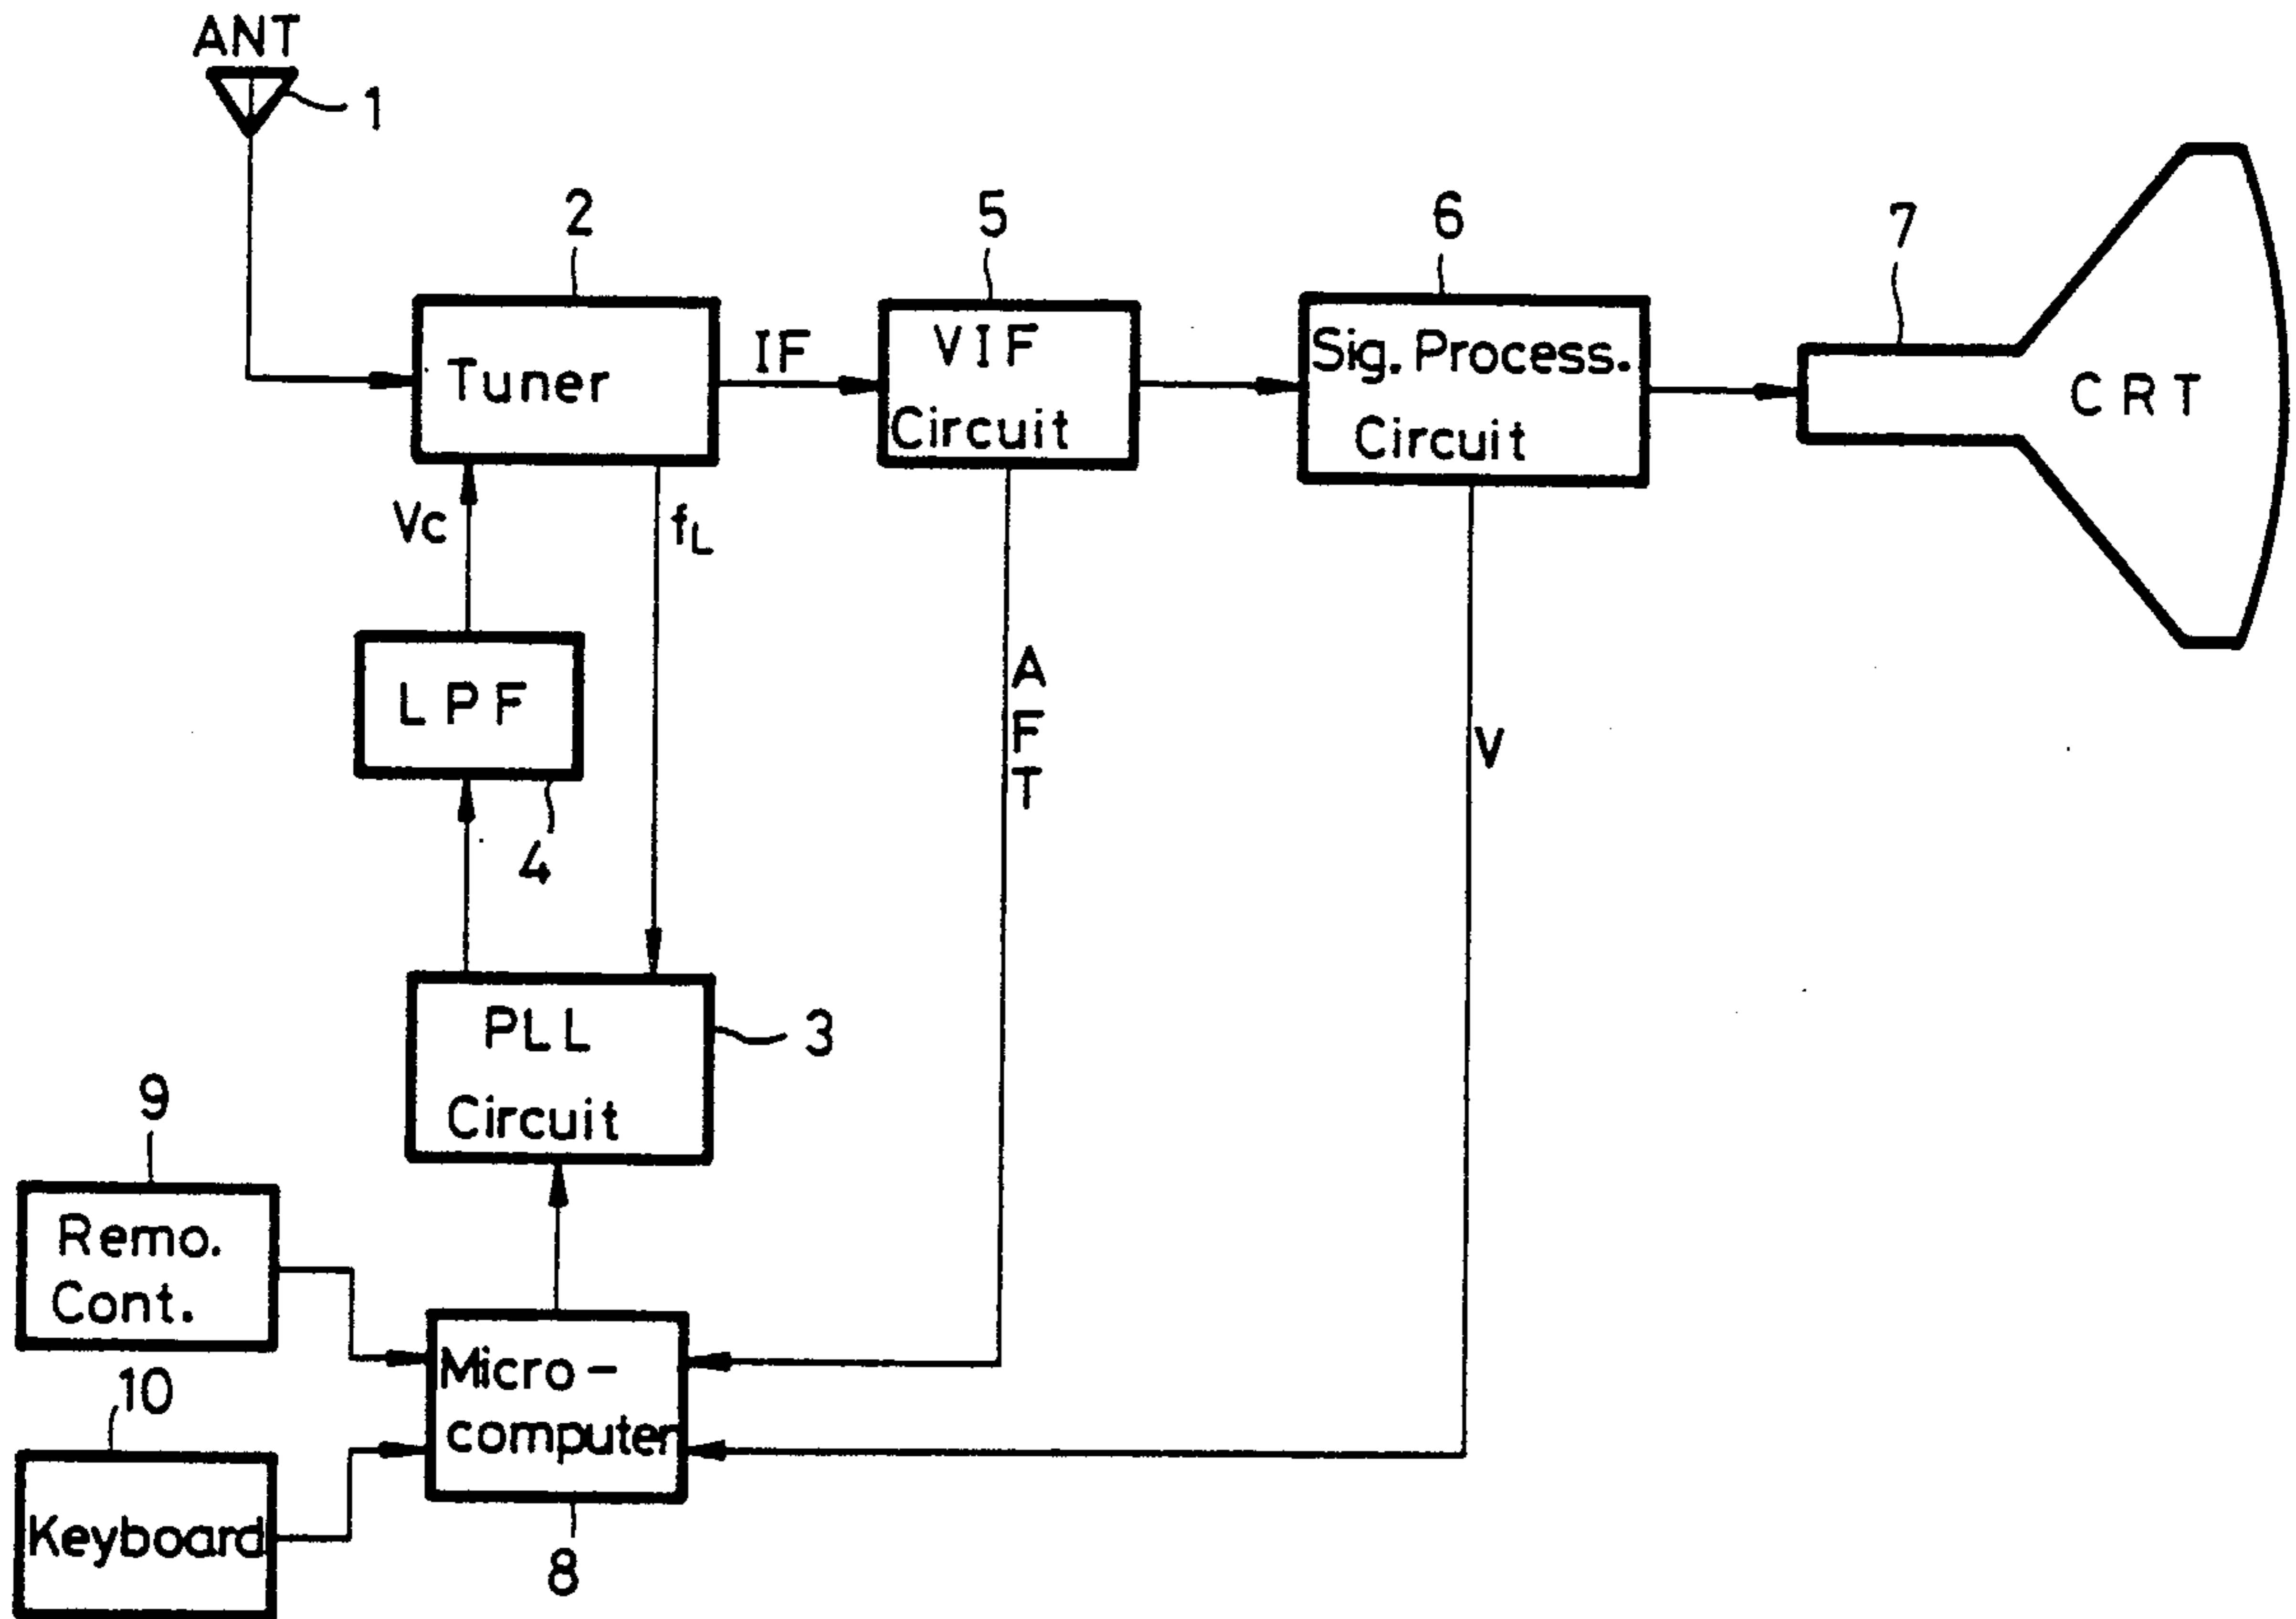 ANT
1
2
5
6
7
Tuner
IF
VIF
Circuit
Sig. Process.
Circuit
CRT
Vc
fL
LPF
4
AFT
V
PLL
Circuit
3
9
Remo.
Cont.
10
Keyboard
Micro-
computer
8